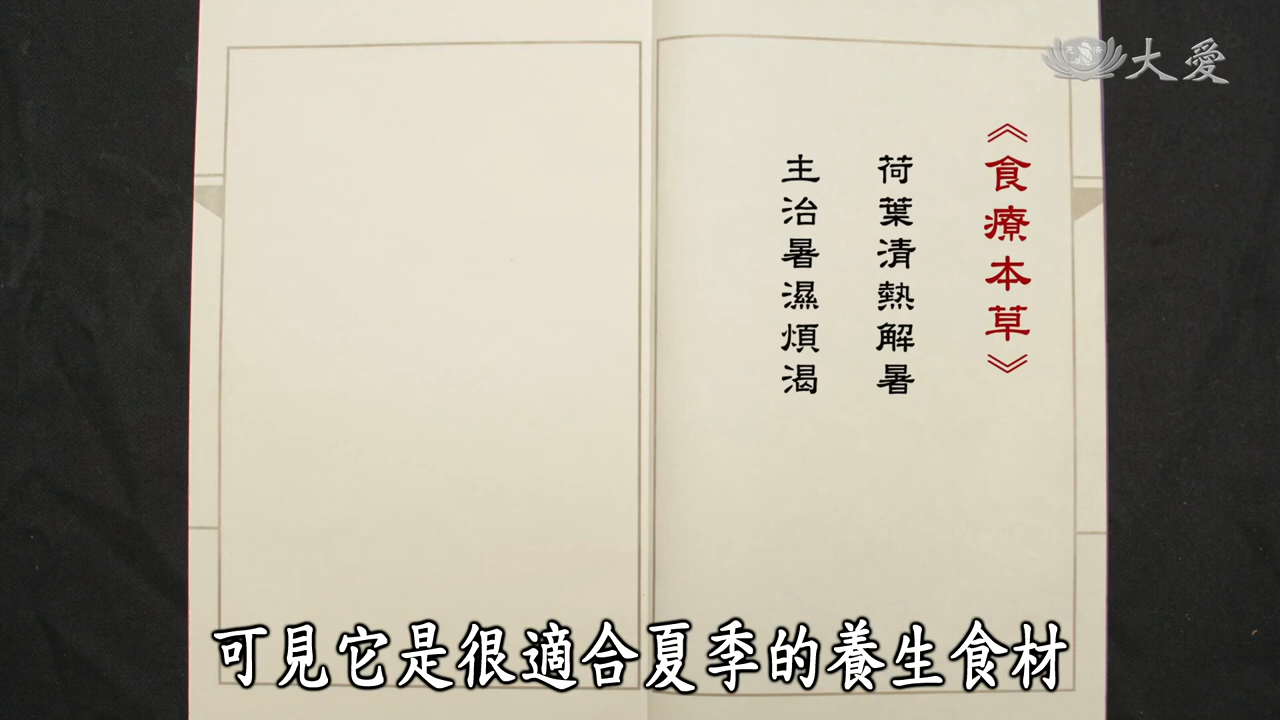 大愛
《食療本草》
荷葉清熱解暑
主治暑濕煩渴
可見它是很適合夏季的養生食材